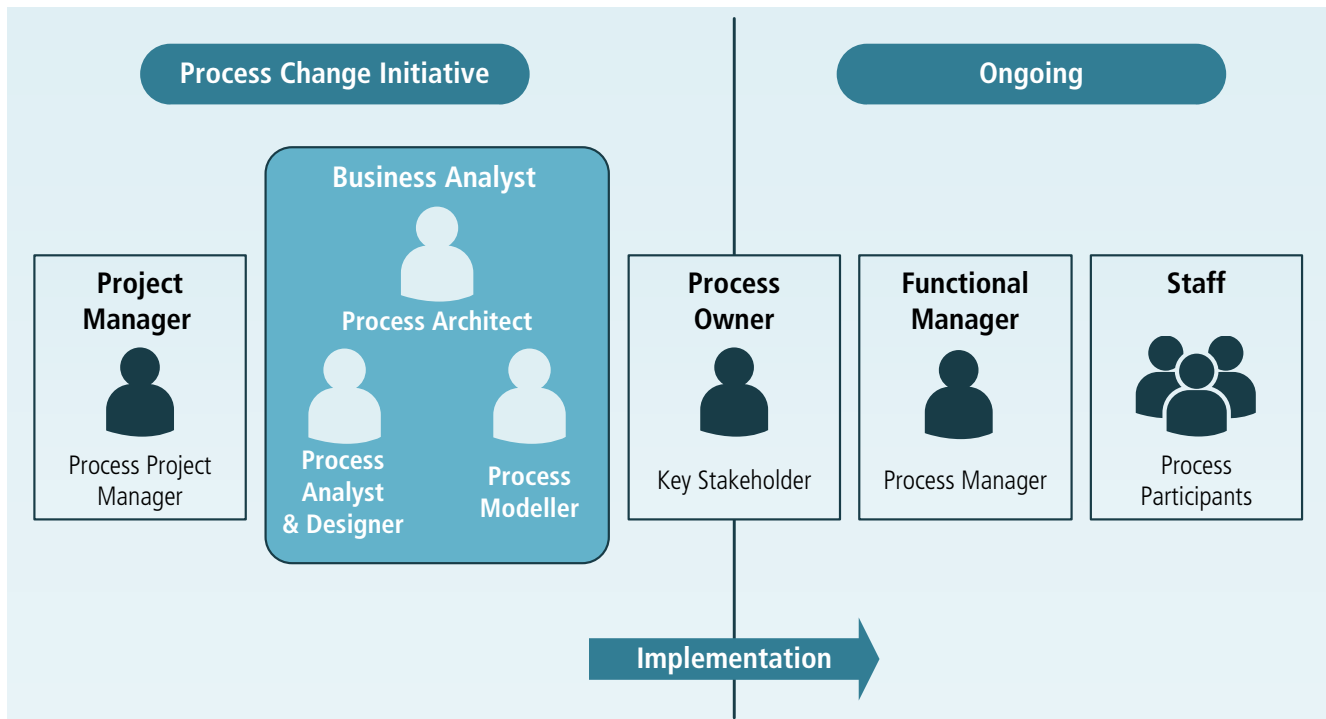 Process Change Initiative
Ongoing
Business Analyst
Process Architect
Process
Analyst
& Designer
Process
Modeller
Project
Manager
Process Project
Manager
Process
Owner
Key Stakeholder
Functional
Manager
Process Manager
Staff
Process
Participants
Implementation